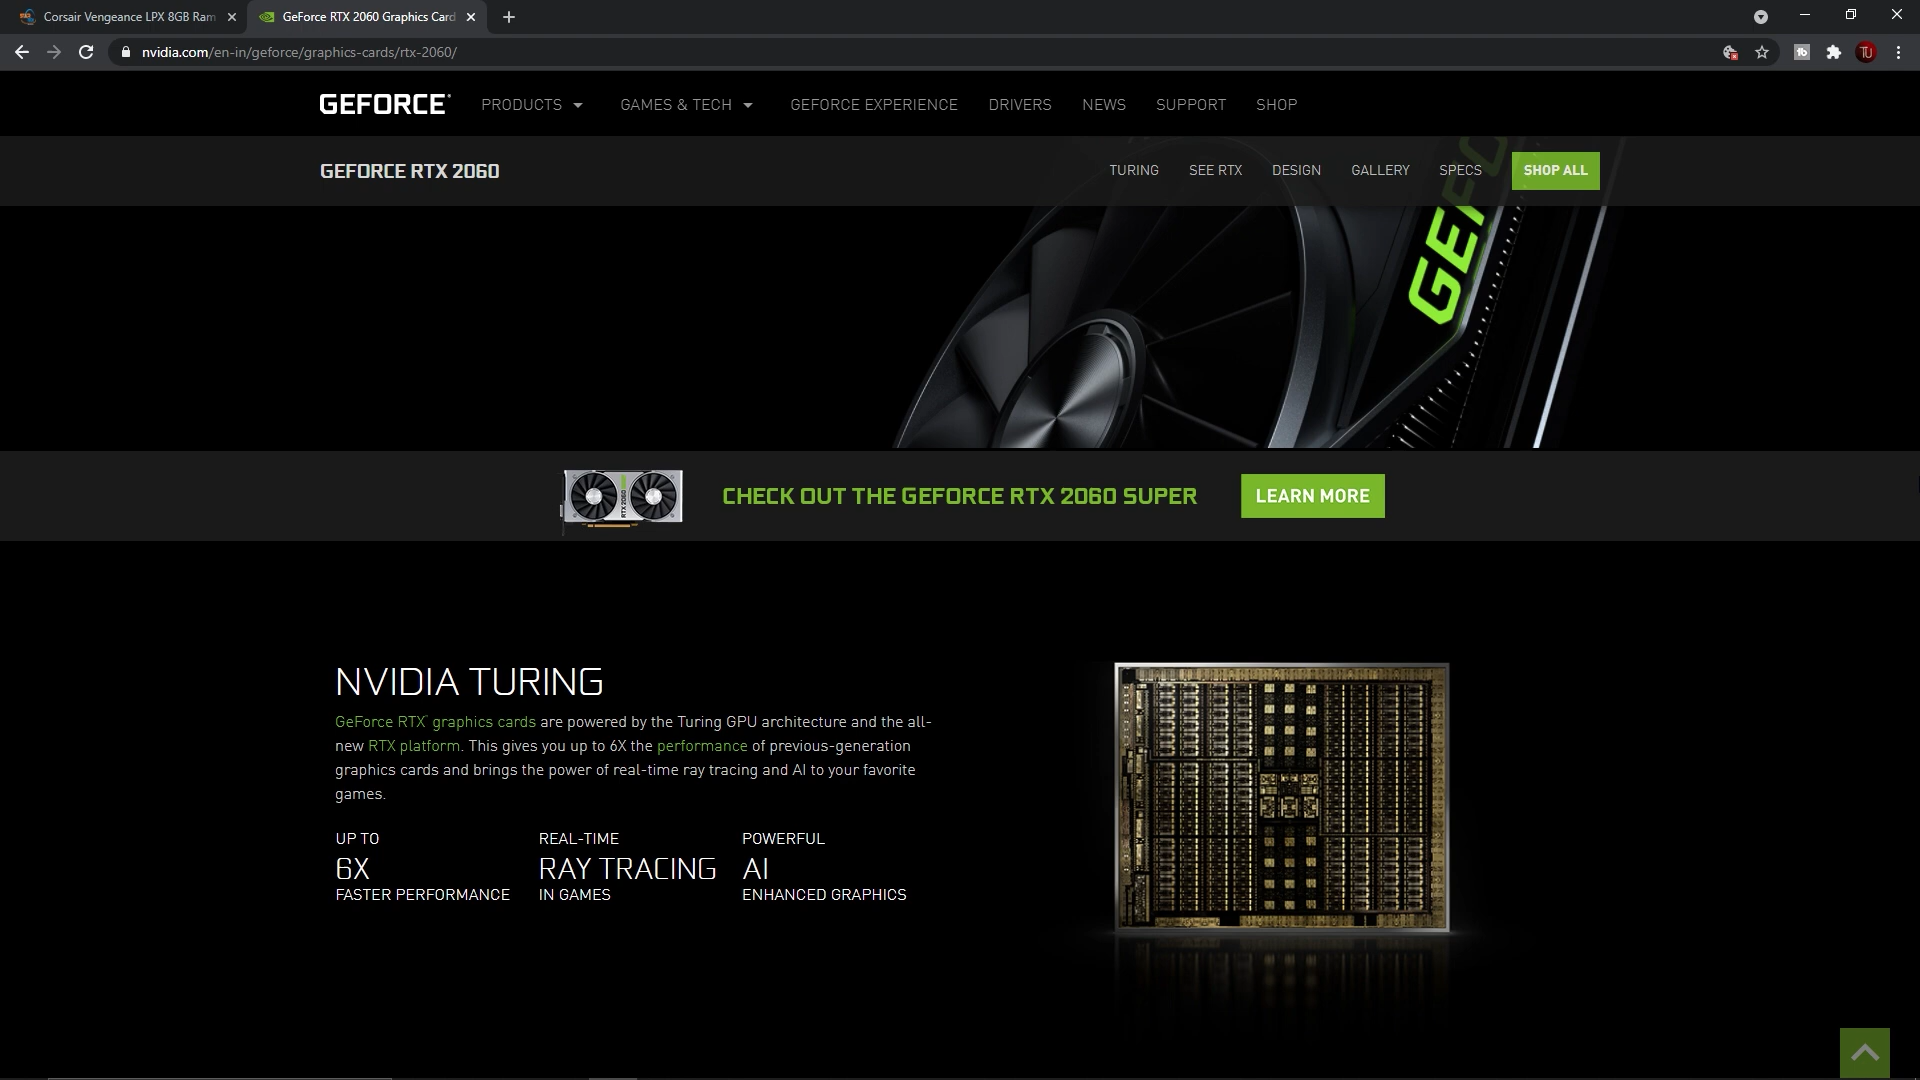 Corsair Vengeance LPX 8GB Ram
GeForce RTX 2060 Graphics Card
nvidia.com/en-in/geforce/graphics-cards/rtx-2060/
tb
TU
GEFORCE
PRODUCTS
GAMES & TECH
GEFORCE EXPERIENCE
DRIVERS
NEWS
SUPPORT
SHOP
GEFORCE RTX 2060
TURING
SEE RTX
DESIGN
GALLERY
SPECS
SHOP ALL
GEFO
RTX 2060
CHECK OUT THE GEFORCE RTX 2060 SUPER
LEARN MORE
NVIDIA TURING
GeForce RTX™ graphics cards are powered by the Turing GPU architecture and the all-
new RTX platform. This gives you up to 6X the performance of previous-generation
graphics cards and brings the power of real-time ray tracing and AI to your favorite
games.
UP TO
6X
FASTER PERFORMANCE
REAL-TIME
RAY TRACING
IN GAMES
POWERFUL
AI
ENHANCED GRAPHICS